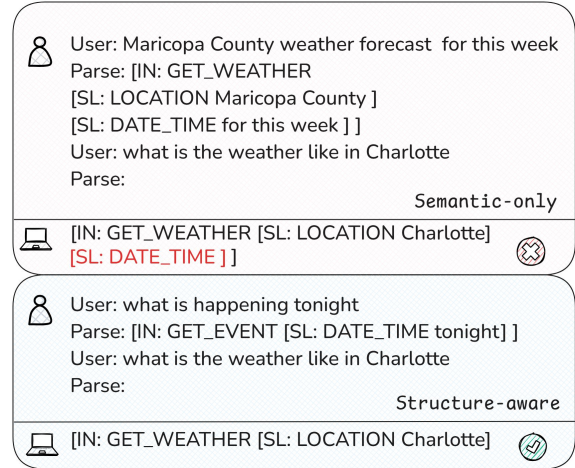 User: Maricopa County weather forecast for this week
Parse: [IN: GET_WEATHER
[SL: LOCATION Maricopa County ]
[SL: DATE_TIME for this week ] ]
User: what is the weather like in Charlotte
Parse:
Semantic-only
[IN: GET_WEATHER [SL: LOCATION Charlotte]
[SL: DATE_TIME ] ]
User: what is happening tonight
Parse: [IN: GET_EVENT [SL: DATE_TIME tonight] ]
User: what is the weather like in Charlotte
Parse:
Structure-aware
[IN: GET_WEATHER [SL: LOCATION Charlotte]